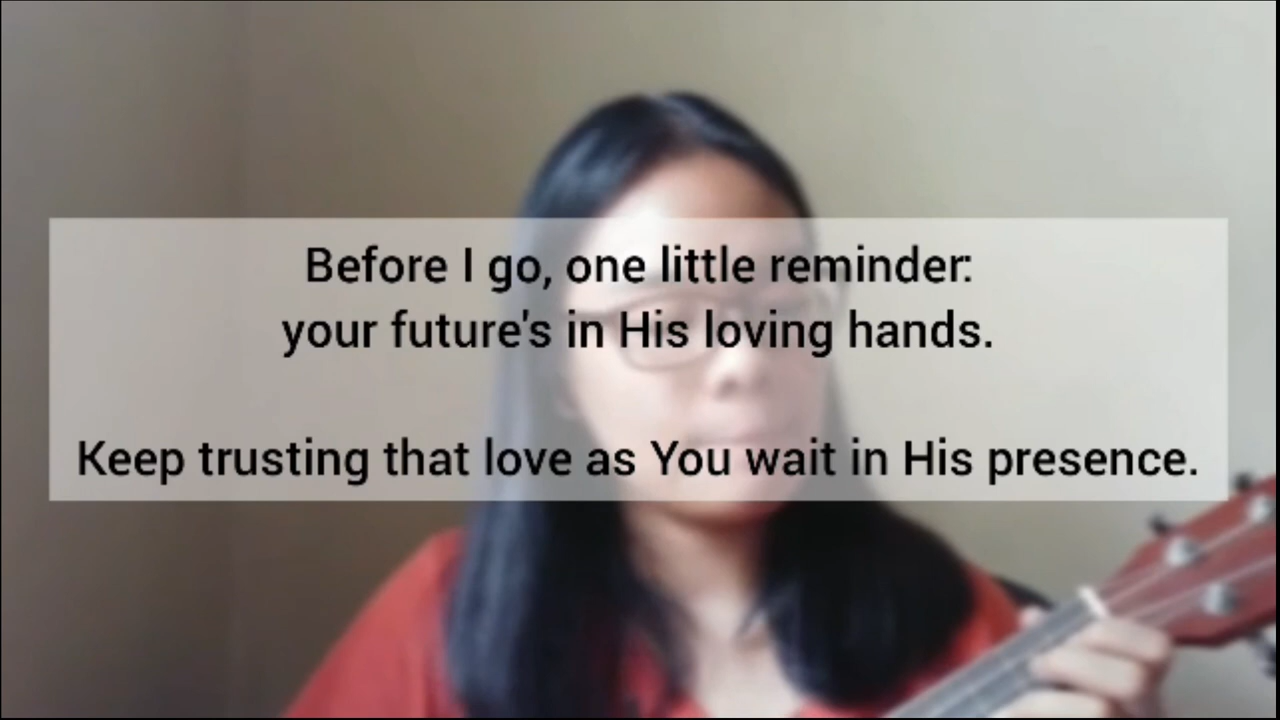 Before I go, one little reminder:
your future's in His loving hands.
Keep trusting that love as You wait in His presence.